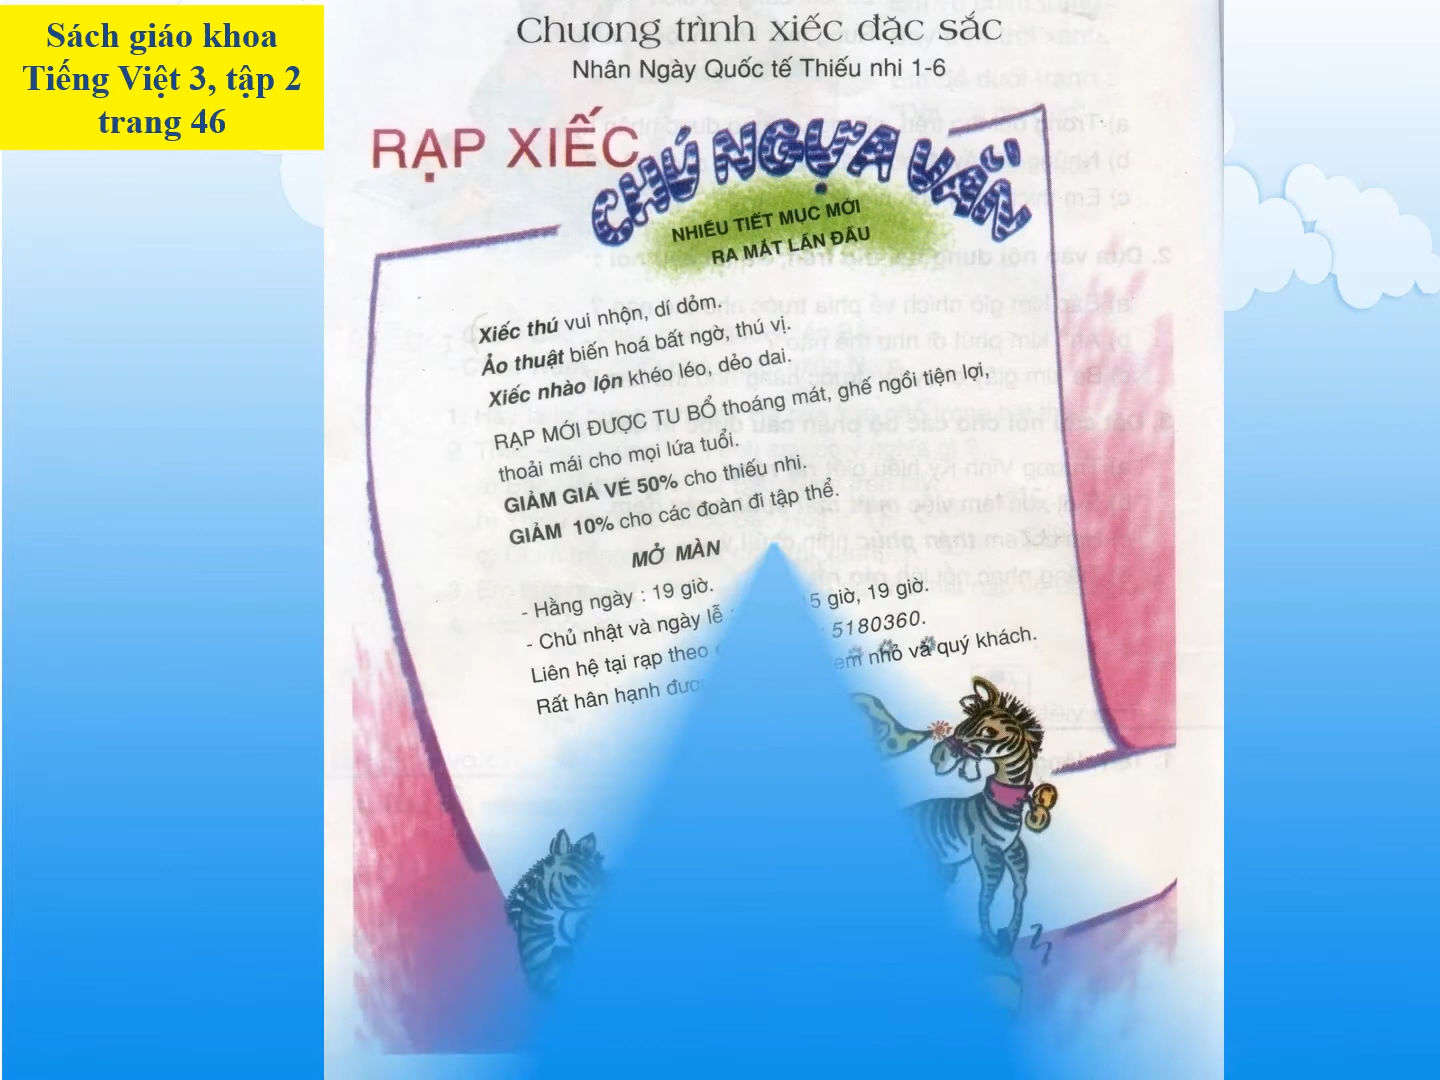 Sách giáo khoa
Tiếng Việt 3, tập 2
trang 46
Chương trình xiếc đặc sắc
Nhân Ngày Quốc tế Thiếu nhi 1-6
RẠP XIẾC CHÚ NGỰA VẰN
NHIỀU TIẾT MỤC MỚI
RA MẮT LẦN ĐẦU
Xiếc thú vui nhộn, dí dỏm.
Ảo thuật biến hoá bất ngờ, thú vị.
Xiếc nhào lộn khéo léo, dẻo dai.
RẠP MỚI ĐƯỢC TU BỔ thoáng mát, ghế ngồi tiện lợi,
thoải mái cho mọi lứa tuổi.
GIẢM GIÁ VÉ 50% cho thiếu nhi.
GIẢM 10% cho các đoàn đi tập thể.
MỞ MÀN
- Hằng ngày : 19 giờ.
- Chủ nhật và ngày lễ : giờ, 19 giờ.
Liên hệ tại rạp theo : 5180360.
Rất hân hạnh em nhỏ và quý khách.